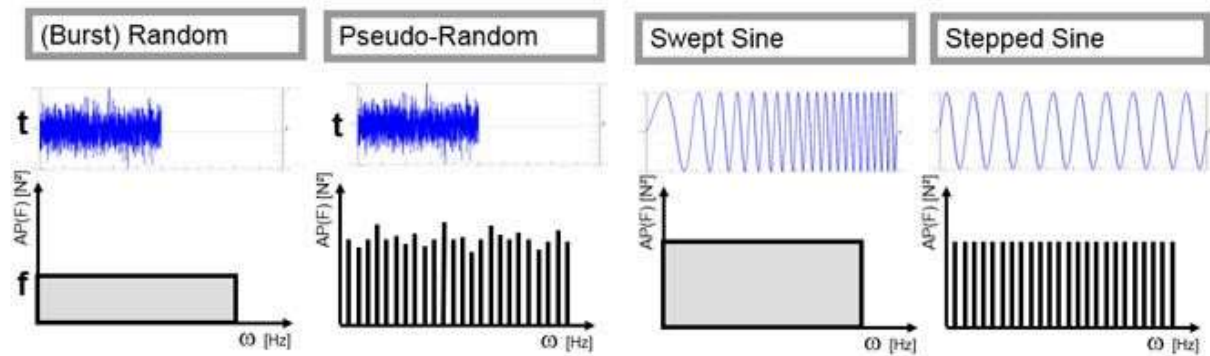 (Burst) Random
Pseudo-Random
Swept Sine
Stepped Sine
t
t
AP(F) [N²]
AP(F) [N²]
AP(F) [N²]
AP(F) [N²]
f
ω [Hz]
ω [Hz]
ω [Hz]
ω [Hz]